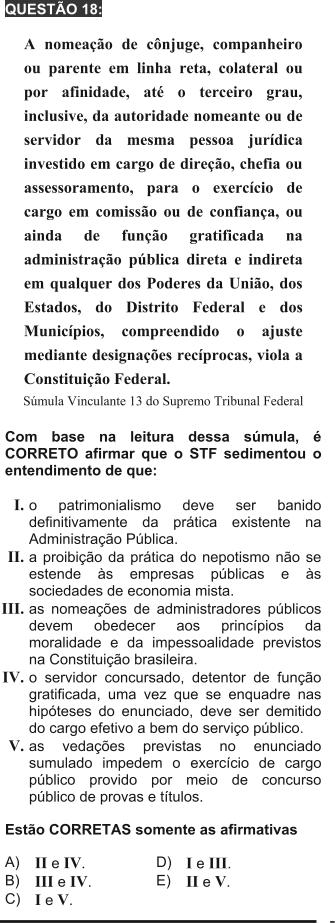 QUESTÃO 18:
A nomeação de cônjuge, companheiro
ou parente em linha reta, colateral ou
por afinidade, até o terceiro grau,
inclusive, da autoridade nomeante ou de
servidor da mesma pessoa jurídica
investido em cargo de direção, chefia ou
assessoramento, para o exercício de
cargo em comissão ou de confiança, ou
ainda de função gratificada na
administração pública direta e indireta
em qualquer dos Poderes da União, dos
Estados, do Distrito Federal e dos
Municípios, compreendido o ajuste
mediante designações recíprocas, viola a
Constituição Federal.
Súmula Vinculante 13 do Supremo Tribunal Federal
Com base na leitura dessa súmula, é
CORRETO afirmar que o STF sedimentou o
entendimento de que:
I. o patrimonialismo deve ser banido
definitivamente da prática existente na
Administração Pública.
II. a proibição da prática do nepotismo não se
estende às empresas públicas e às
sociedades de economia mista.
III. as nomeações de administradores públicos
devem obedecer aos princípios da
moralidade e da impessoalidade previstos
na Constituição brasileira.
IV. o servidor concursado, detentor de função
gratificada, uma vez que se enquadre nas
hipóteses do enunciado, deve ser demitido
do cargo efetivo a bem do serviço público.
V. as vedações previstas no enunciado
sumulado impedem o exercício de cargo
público provido por meio de concurso
público de provas e títulos.
Estão CORRETAS somente as afirmativas
A) II e IV. D) I e III.
B) III e IV. E) II e V.
C) I e V.